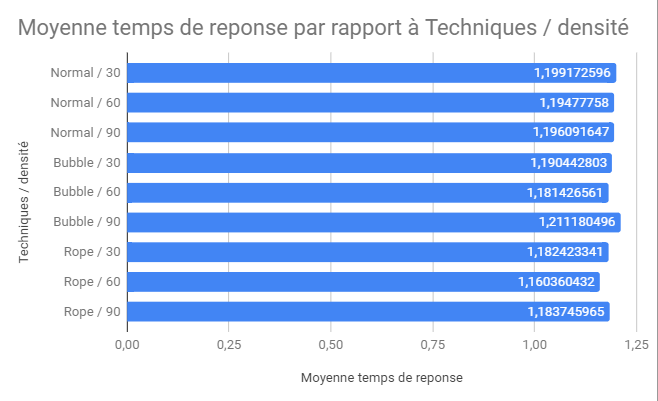 Moyenne temps de reponse par rapport à Techniques / densité
Techniques / densité
Normal / 30 1,199172596
Normal / 60 1,19477758
Normal / 90 1,196091647
Bubble / 30 1,190442803
Bubble / 60 1,181426561
Bubble / 90 1,211180496
Rope / 30 1,182423341
Rope / 60 1,160360432
Rope / 90 1,183745965
0,00 0,25 0,50 0,75 1,00 1,25
Moyenne temps de reponse